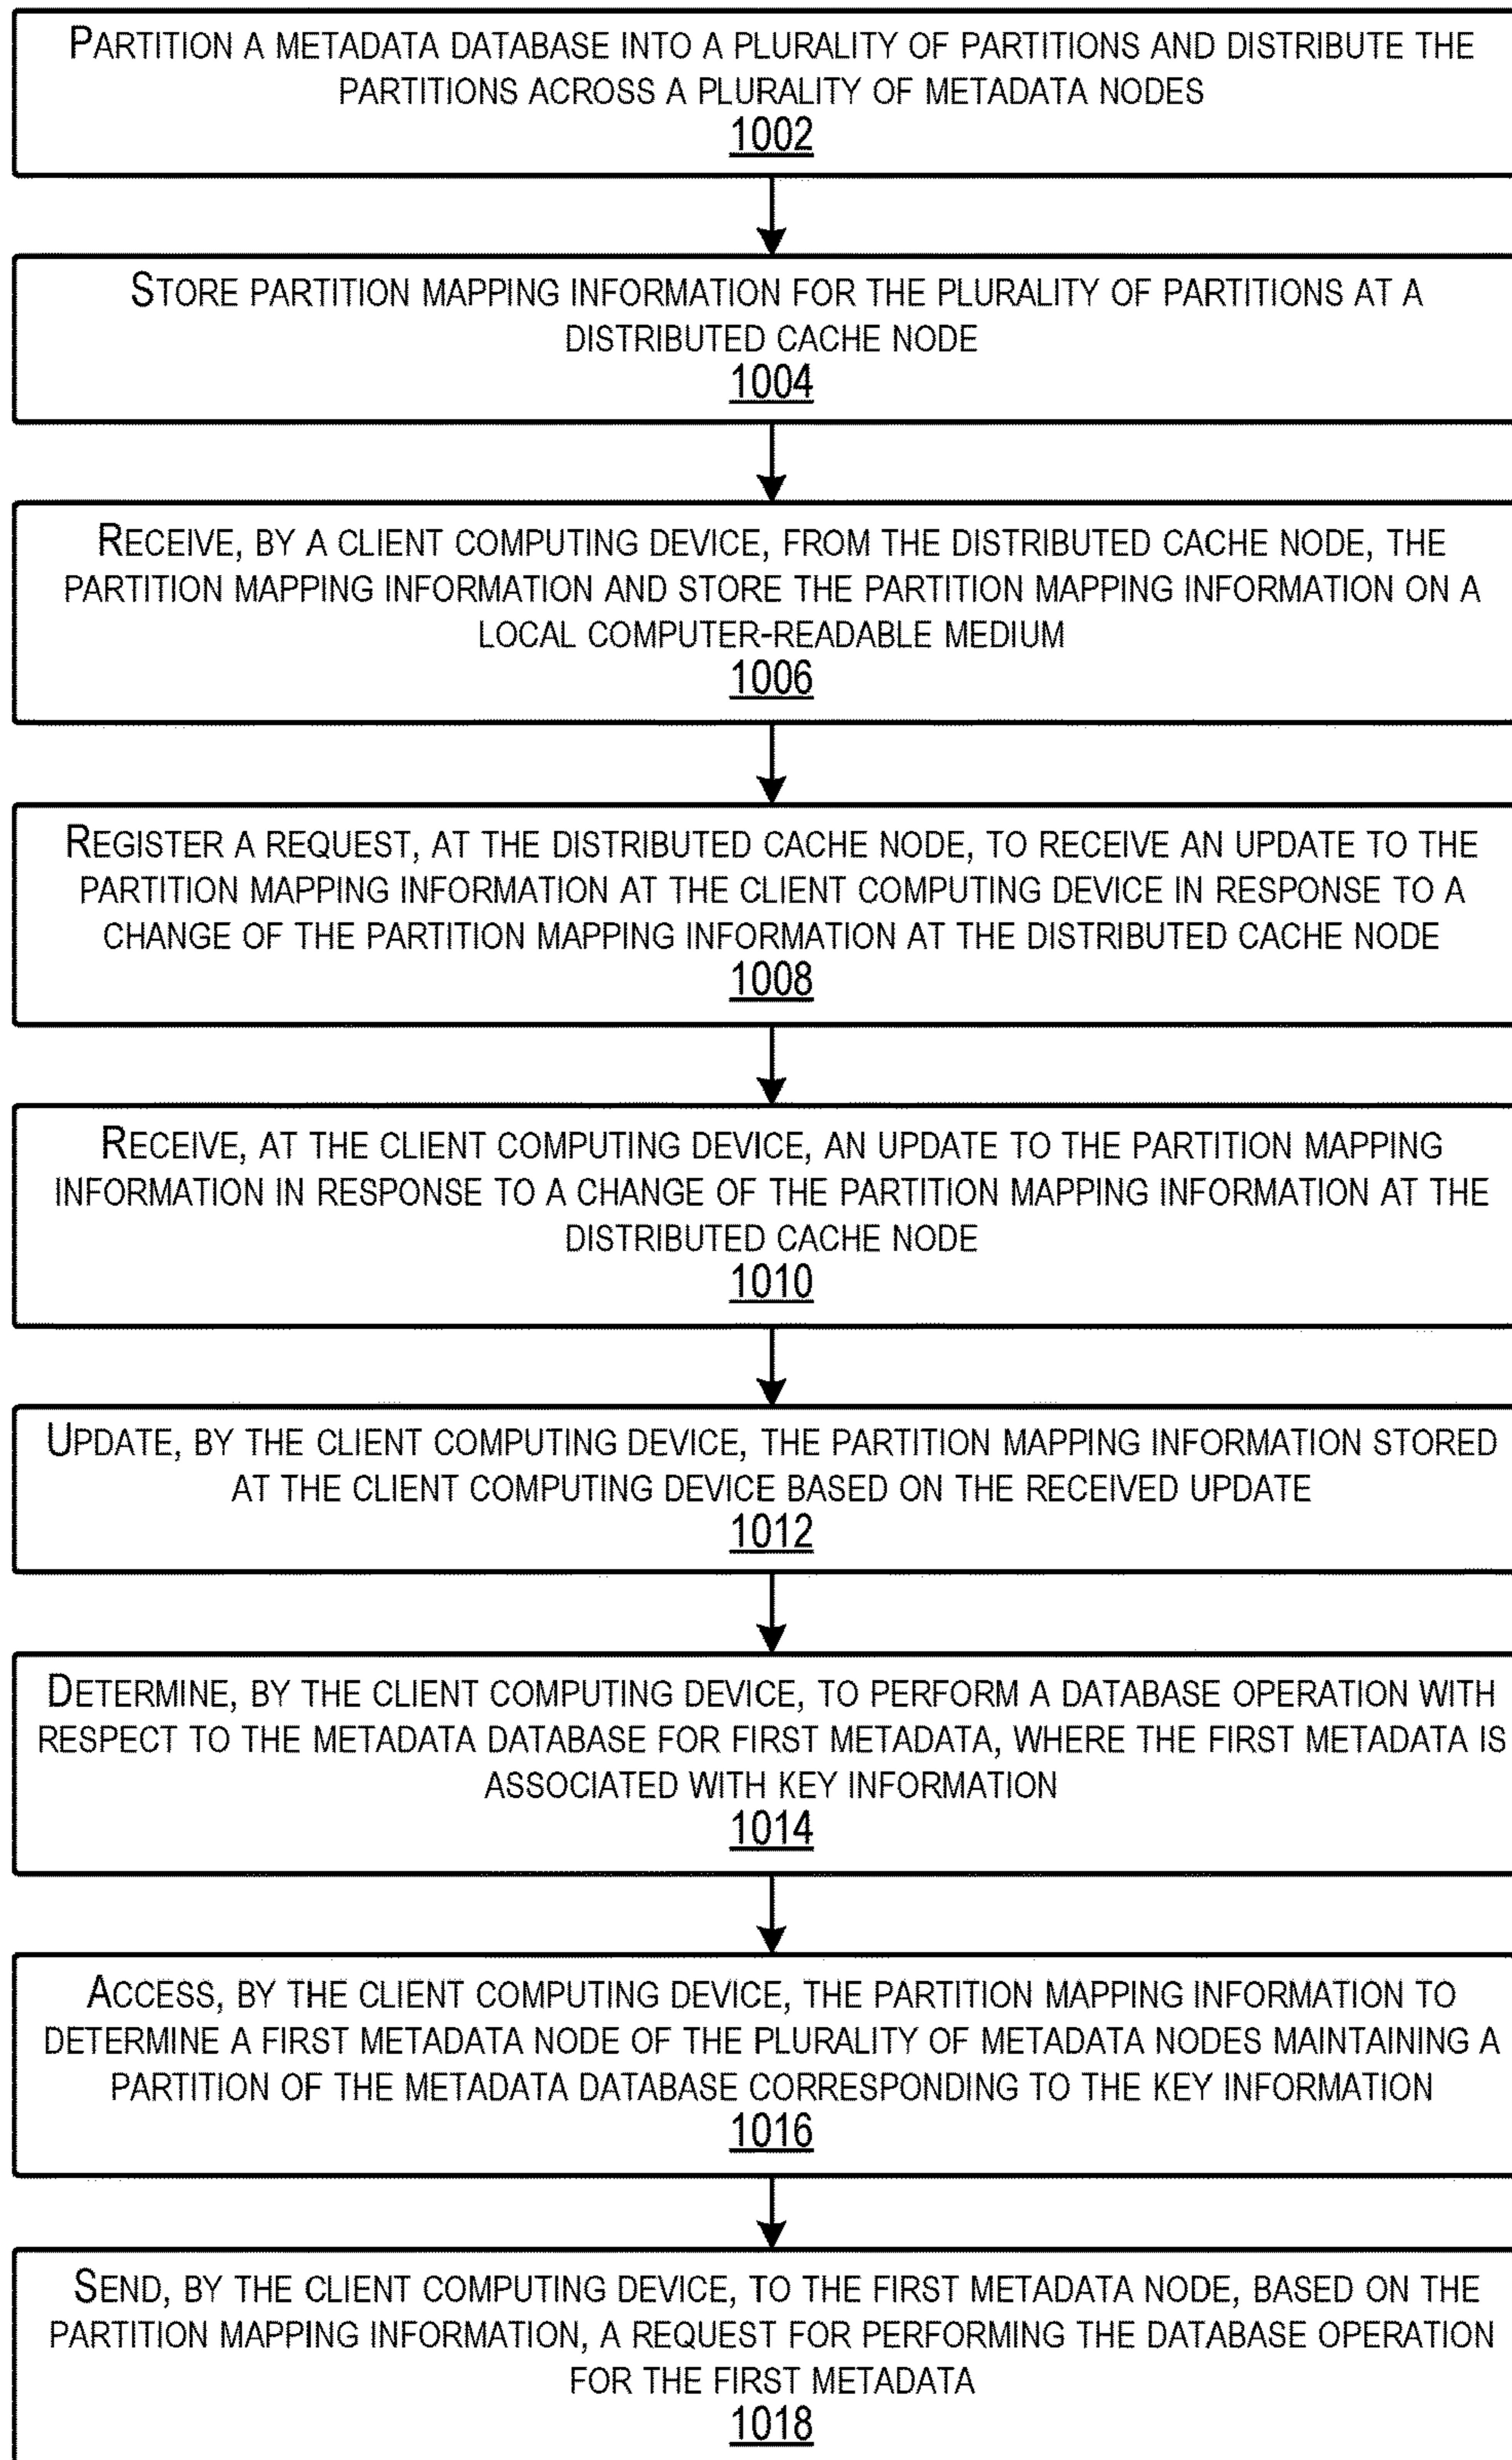 PARTITION A METADATA DATABASE INTO A PLURALITY OF PARTITIONS AND DISTRIBUTE THE
PARTITIONS ACROSS A PLURALITY OF METADATA NODES
1002
STORE PARTITION MAPPING INFORMATION FOR THE PLURALITY OF PARTITIONS AT A
DISTRIBUTED CACHE NODE
1004
RECEIVE, BY A CLIENT COMPUTING DEVICE, FROM THE DISTRIBUTED CACHE NODE, THE
PARTITION MAPPING INFORMATION AND STORE THE PARTITION MAPPING INFORMATION ON A
LOCAL COMPUTER-READABLE MEDIUM
1006
REGISTER A REQUEST, AT THE DISTRIBUTED CACHE NODE, TO RECEIVE AN UPDATE TO THE
PARTITION MAPPING INFORMATION AT THE CLIENT COMPUTING DEVICE IN RESPONSE TO A
CHANGE OF THE PARTITION MAPPING INFORMATION AT THE DISTRIBUTED CACHE NODE
1008
RECEIVE, AT THE CLIENT COMPUTING DEVICE, AN UPDATE TO THE PARTITION MAPPING
INFORMATION IN RESPONSE TO A CHANGE OF THE PARTITION MAPPING INFORMATION AT THE
DISTRIBUTED CACHE NODE
1010
UPDATE, BY THE CLIENT COMPUTING DEVICE, THE PARTITION MAPPING INFORMATION STORED
AT THE CLIENT COMPUTING DEVICE BASED ON THE RECEIVED UPDATE
1012
DETERMINE, BY THE CLIENT COMPUTING DEVICE, TO PERFORM A DATABASE OPERATION WITH
RESPECT TO THE METADATA DATABASE FOR FIRST METADATA, WHERE THE FIRST METADATA IS
ASSOCIATED WITH KEY INFORMATION
1014
ACCESS, BY THE CLIENT COMPUTING DEVICE, THE PARTITION MAPPING INFORMATION TO
DETERMINE A FIRST METADATA NODE OF THE PLURALITY OF METADATA NODES MAINTAINING A
PARTITION OF THE METADATA DATABASE CORRESPONDING TO THE KEY INFORMATION
1016
SEND, BY THE CLIENT COMPUTING DEVICE, TO THE FIRST METADATA NODE, BASED ON THE
PARTITION MAPPING INFORMATION, A REQUEST FOR PERFORMING THE DATABASE OPERATION
FOR THE FIRST METADATA
1018